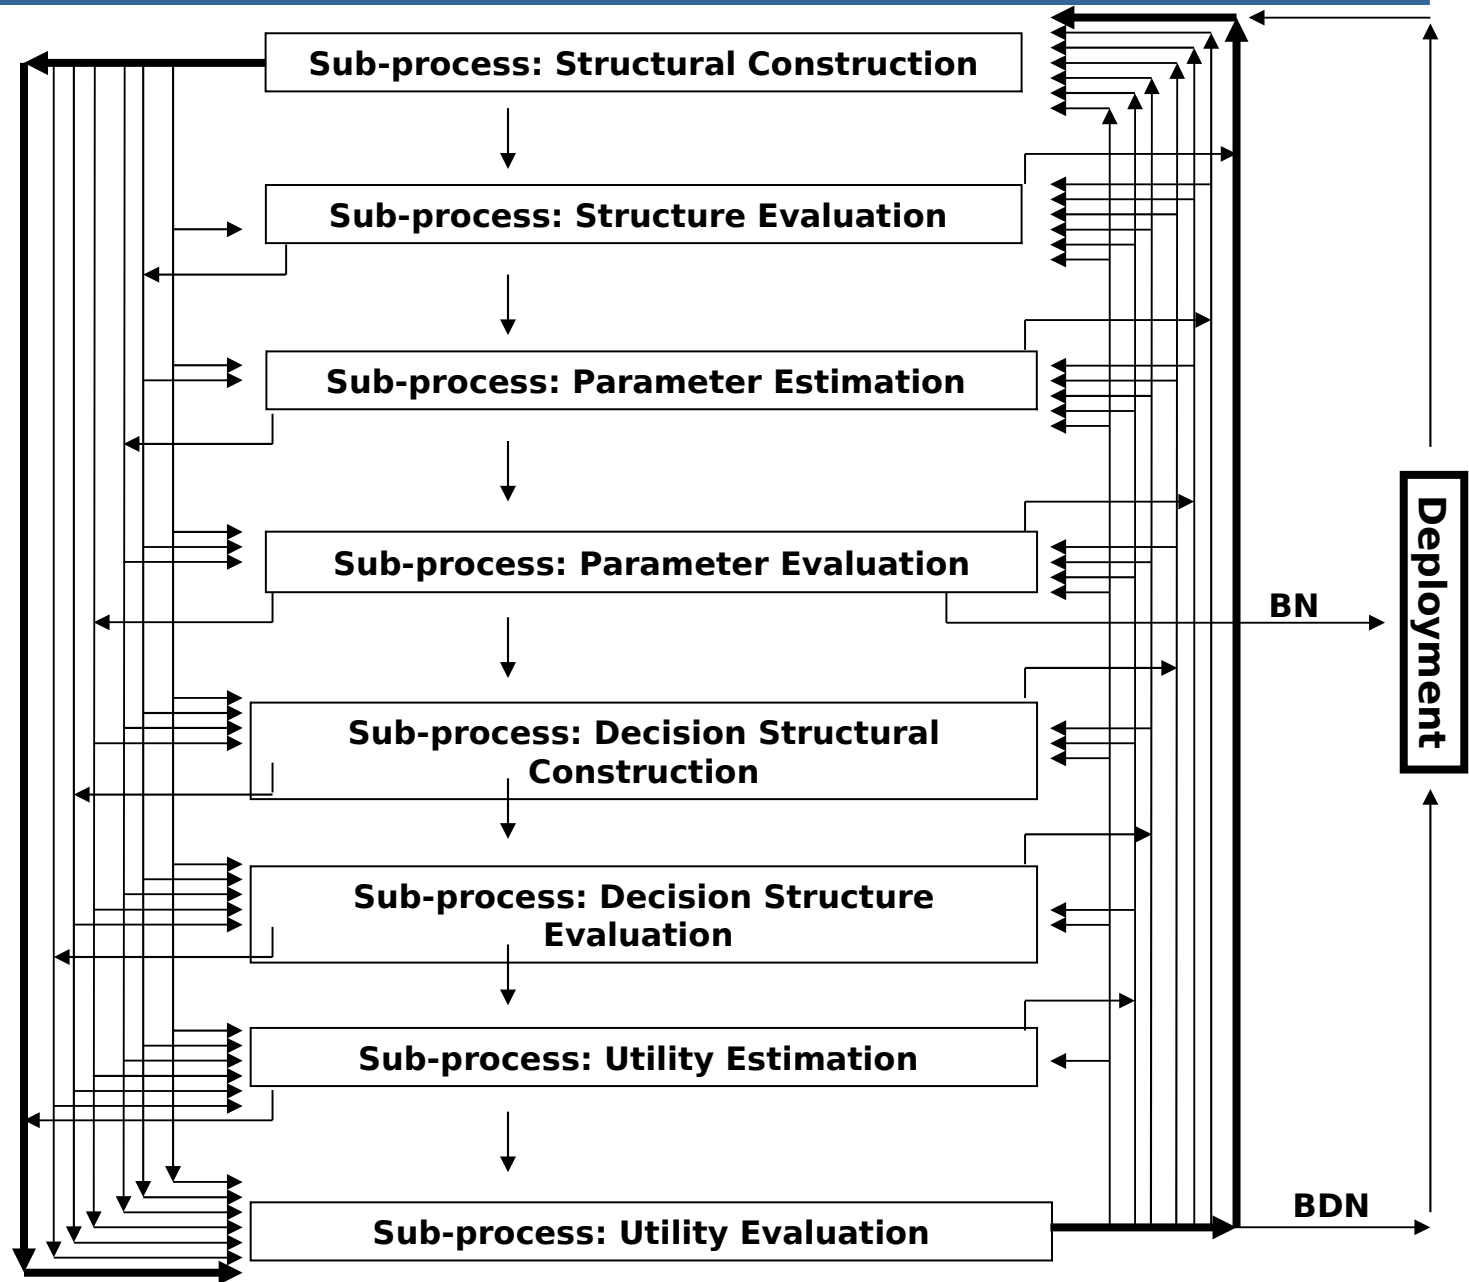 Sub-process: Structural Construction
Sub-process: Structure Evaluation
Sub-process: Parameter Estimation
Sub-process: Parameter Evaluation
BN
Deployment
Sub-process: Decision Structural
Construction
Sub-process: Decision Structure
Evaluation
Sub-process: Utility Estimation
BDN
Sub-process: Utility Evaluation